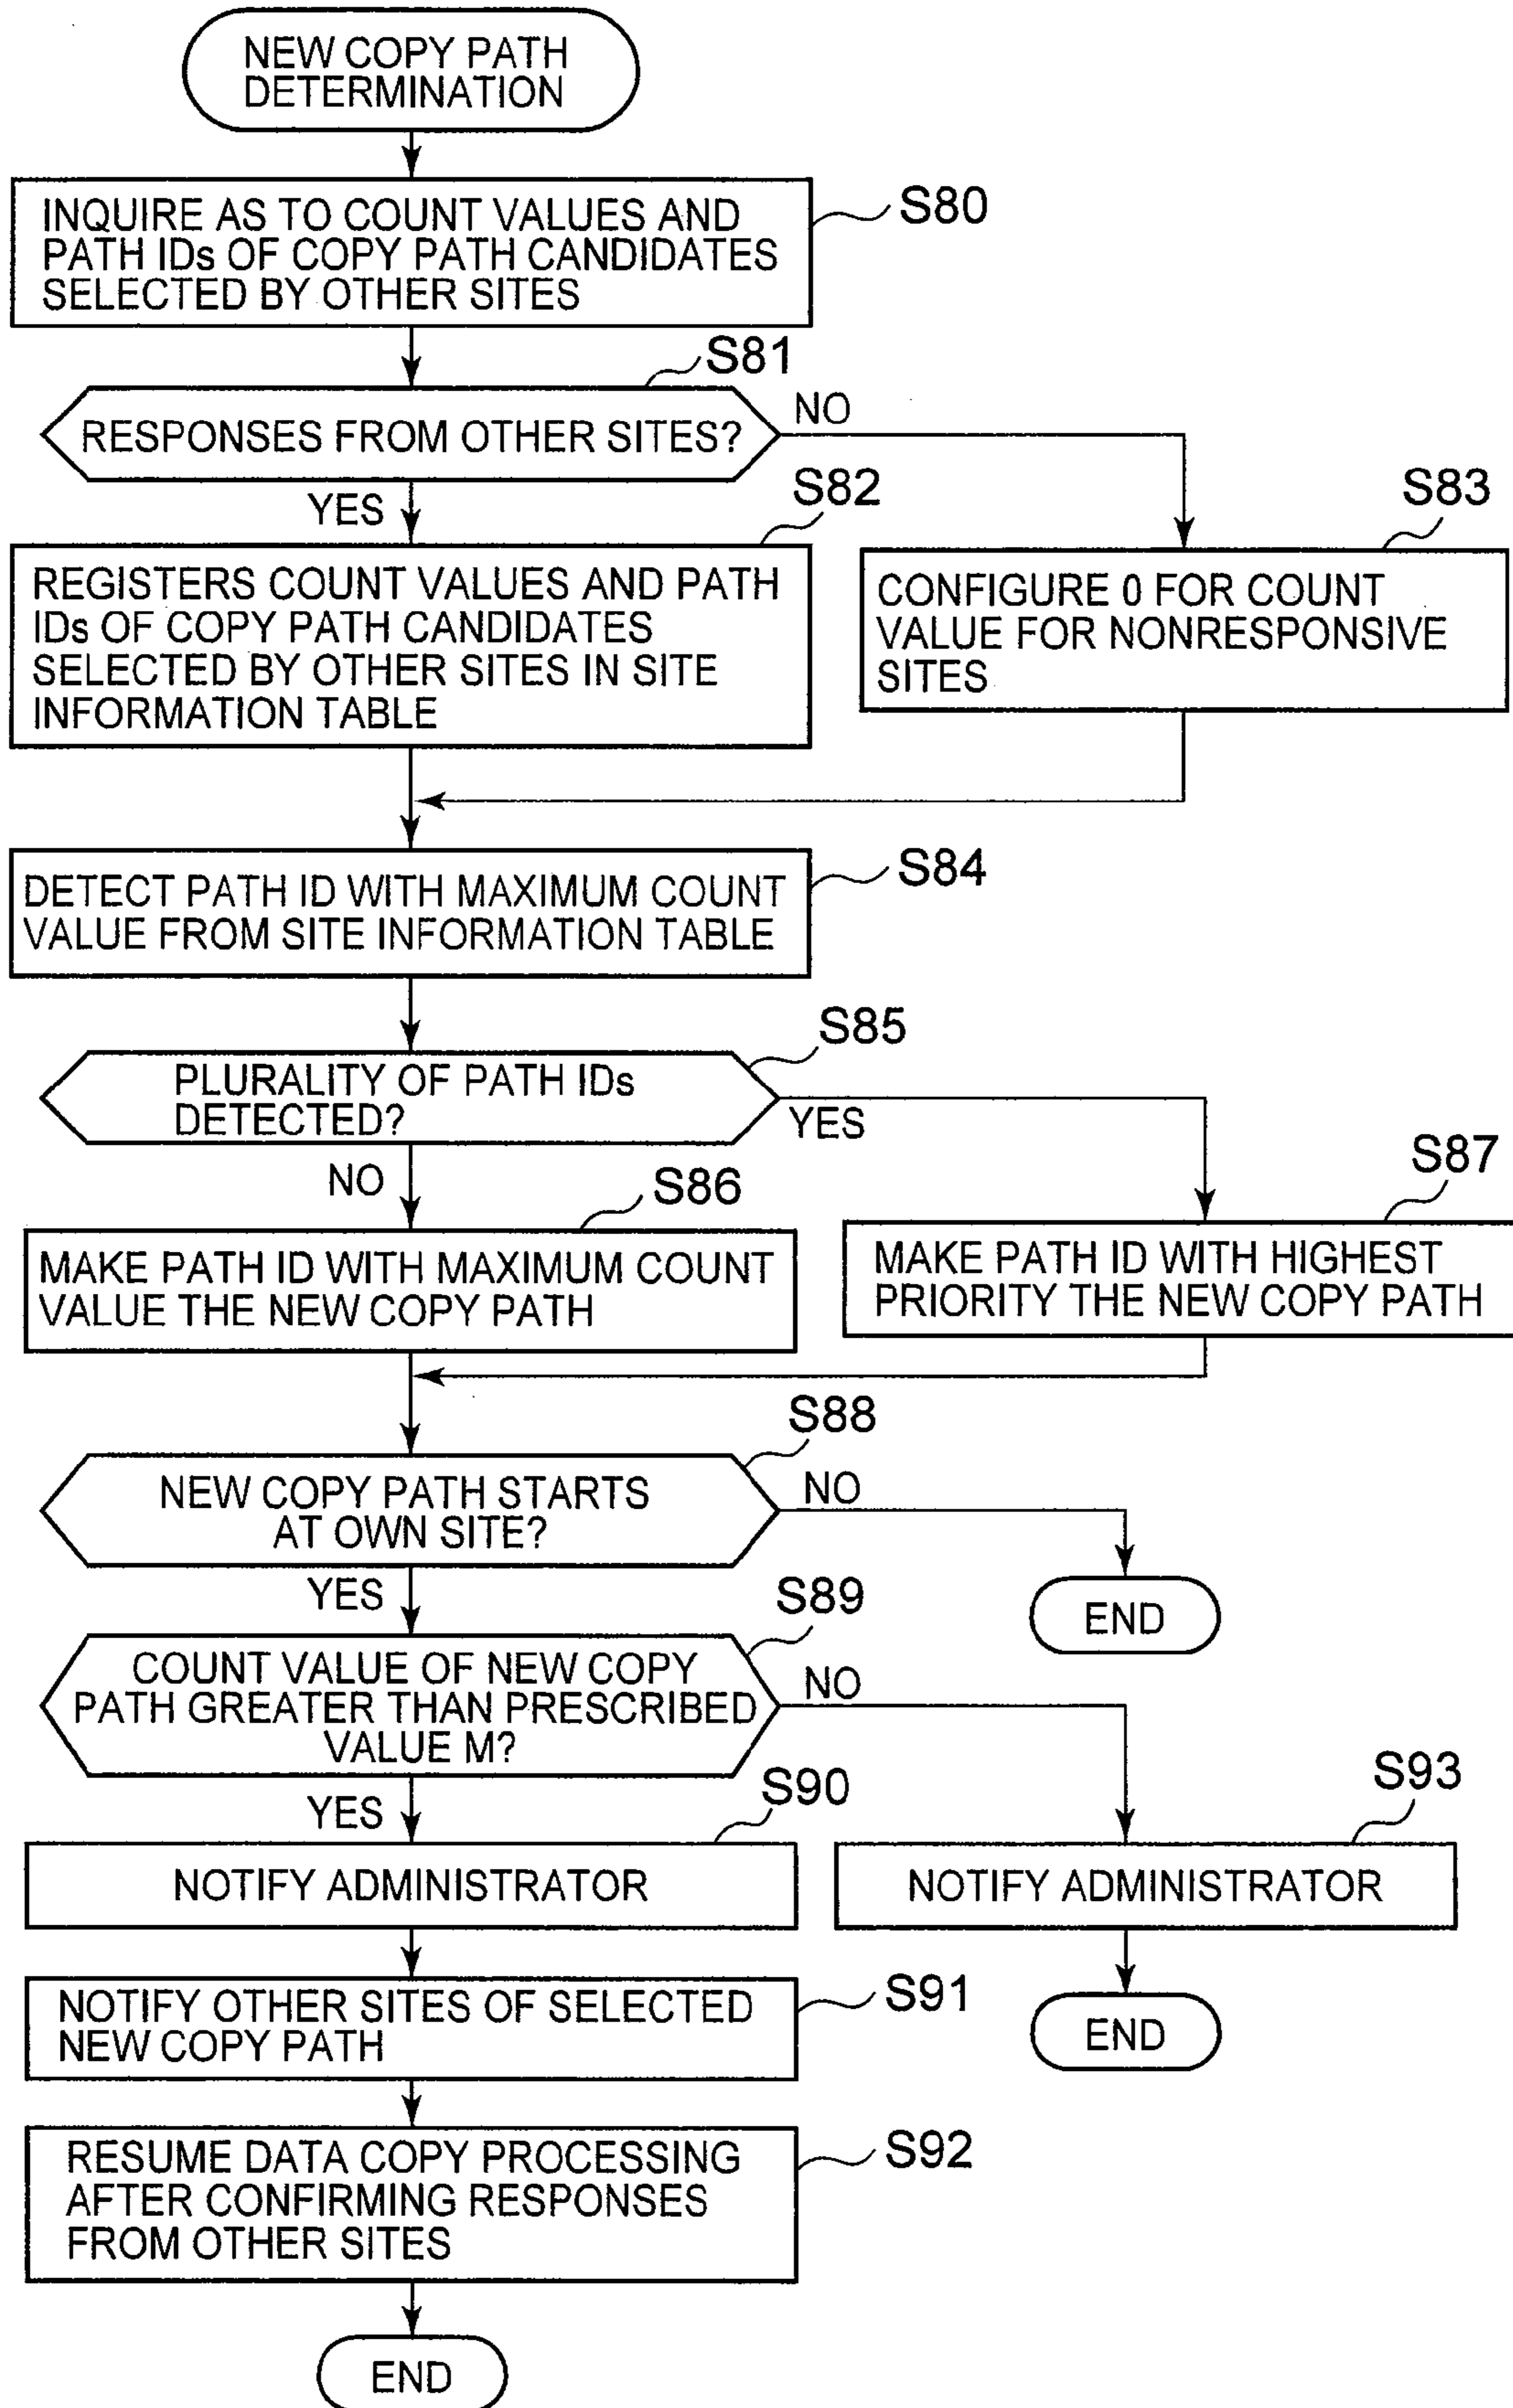 NEW COPY PATH
DETERMINATION
INQUIRE AS TO COUNT VALUES AND
PATH IDs OF COPY PATH CANDIDATES
SELECTED BY OTHER SITES
S80
S81
RESPONSES FROM OTHER SITES?
NO
YES
S82
S83
REGISTERS COUNT VALUES AND PATH
IDs OF COPY PATH CANDIDATES
SELECTED BY OTHER SITES IN SITE
INFORMATION TABLE
CONFIGURE 0 FOR COUNT
VALUE FOR NONRESPONSIVE
SITES
S84
DETECT PATH ID WITH MAXIMUM COUNT
VALUE FROM SITE INFORMATION TABLE
S85
PLURALITY OF PATH IDs
DETECTED?
YES
NO
S86
S87
MAKE PATH ID WITH MAXIMUM COUNT
VALUE THE NEW COPY PATH
MAKE PATH ID WITH HIGHEST
PRIORITY THE NEW COPY PATH
S88
NEW COPY PATH STARTS
AT OWN SITE?
NO
YES
END
S89
COUNT VALUE OF NEW COPY
PATH GREATER THAN PRESCRIBED
VALUE M?
NO
YES
S90
S93
NOTIFY ADMINISTRATOR
NOTIFY ADMINISTRATOR
S91
NOTIFY OTHER SITES OF SELECTED
NEW COPY PATH
END
S92
RESUME DATA COPY PROCESSING
AFTER CONFIRMING RESPONSES
FROM OTHER SITES
END